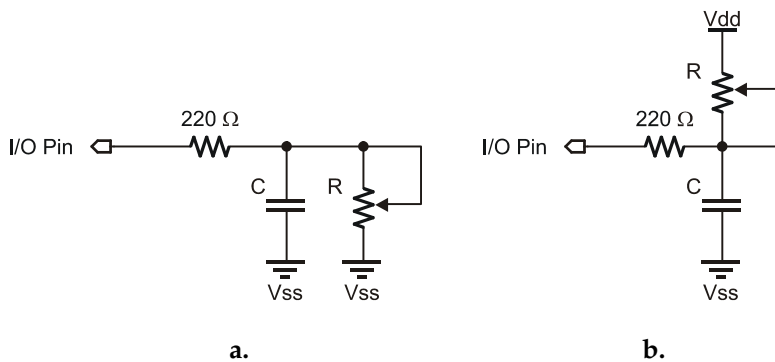 Vdd
R
220 Ω
I/O Pin
C
R
Vss
Vss
a.
220 Ω
I/O Pin
C
Vss
b.